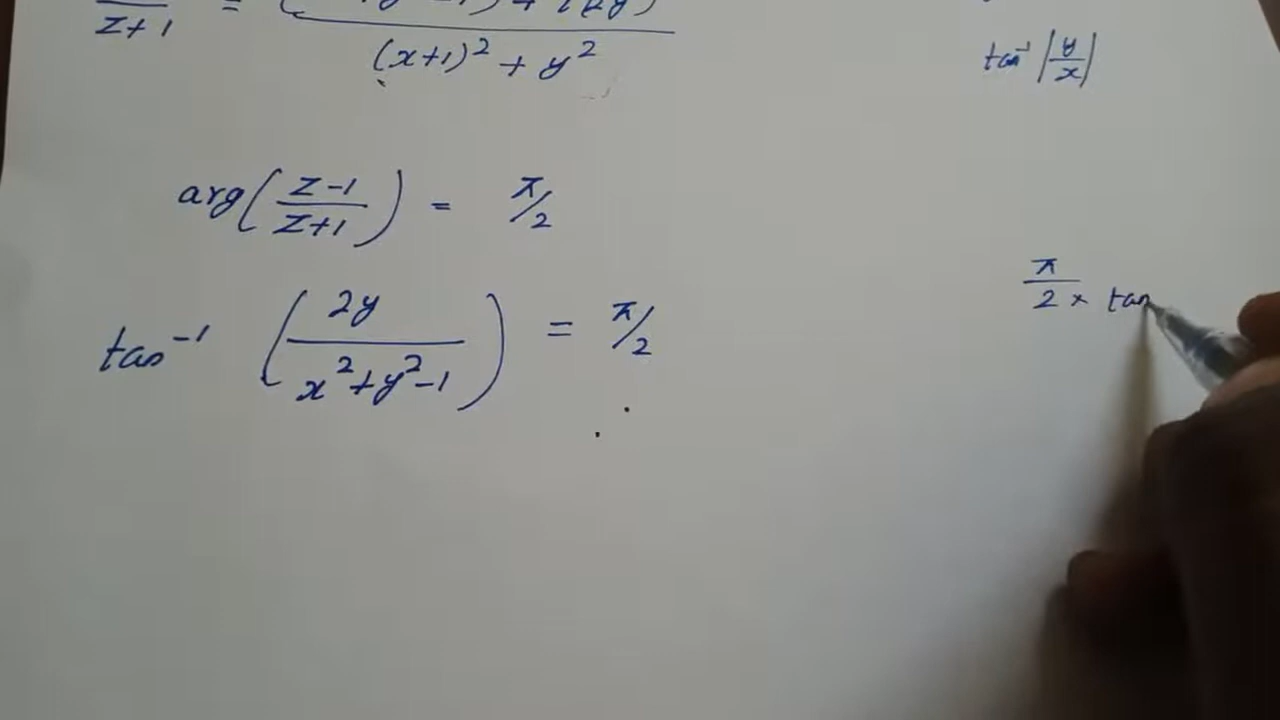 z+1 =
(x+1)² + y²
tan⁻¹ |y/x|
arg(z-1/z+1) = π/2
π/2 × tan
tan⁻¹ (2y/x²+y²-1) = π/2